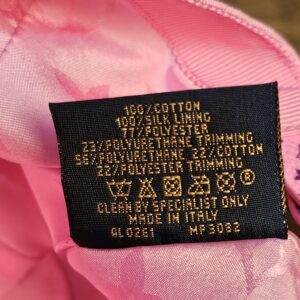 100%COTTON
100%SILK LINING
77%POLYESTER
23%POLYURETHANE TRIMMING
56%POLYURETHANE 22%COTTON
22%POLYESTER TRIMMING
CLEAN BY SPECIALIST ONLY
MADE IN ITALY
AL0261 MP3082